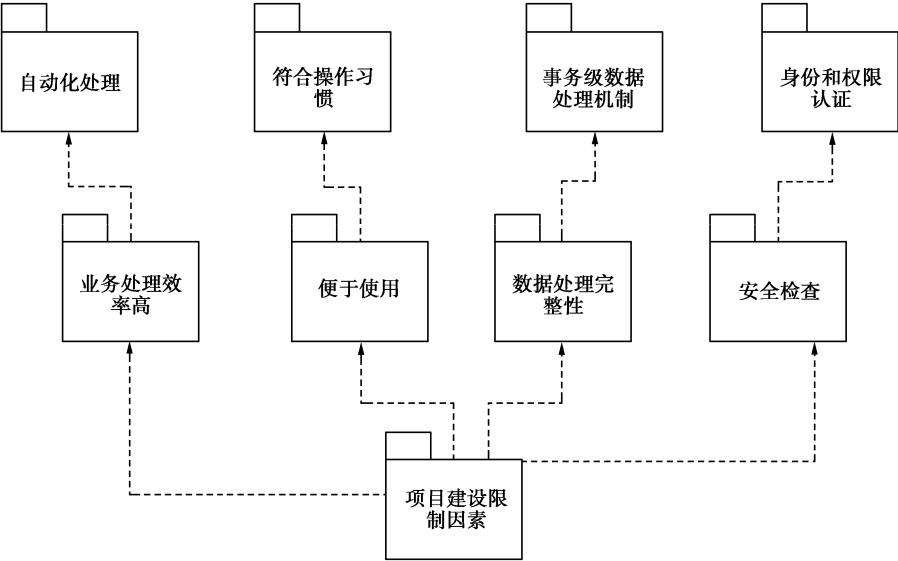 自动化处理
符合操作习
惯
事务级数据
处理机制
身份和权限
认证
业务处理效
率高
便于使用
数据处理完
整性
安全检查
项目建设限
制因素